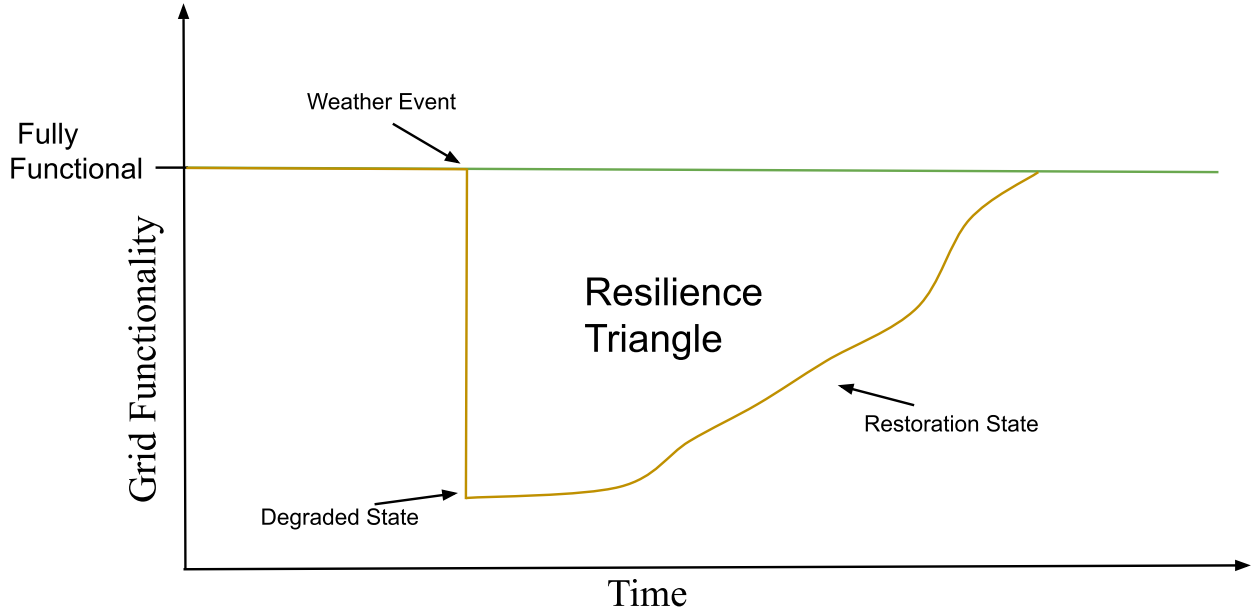 Weather Event
Fully
Functional
Grid Functionality
Resilience
Triangle
Restoration State
Degraded State
Time